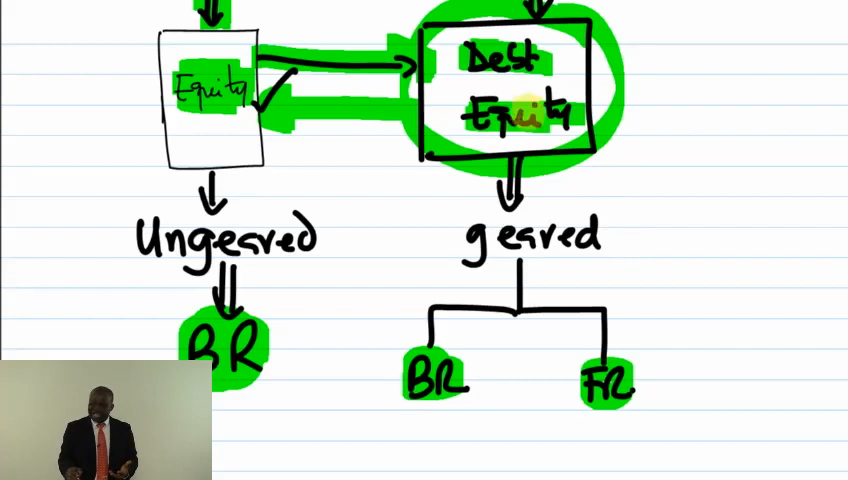 Equity
Debt
Equity
Ungeared
geared
BR
BR
FR